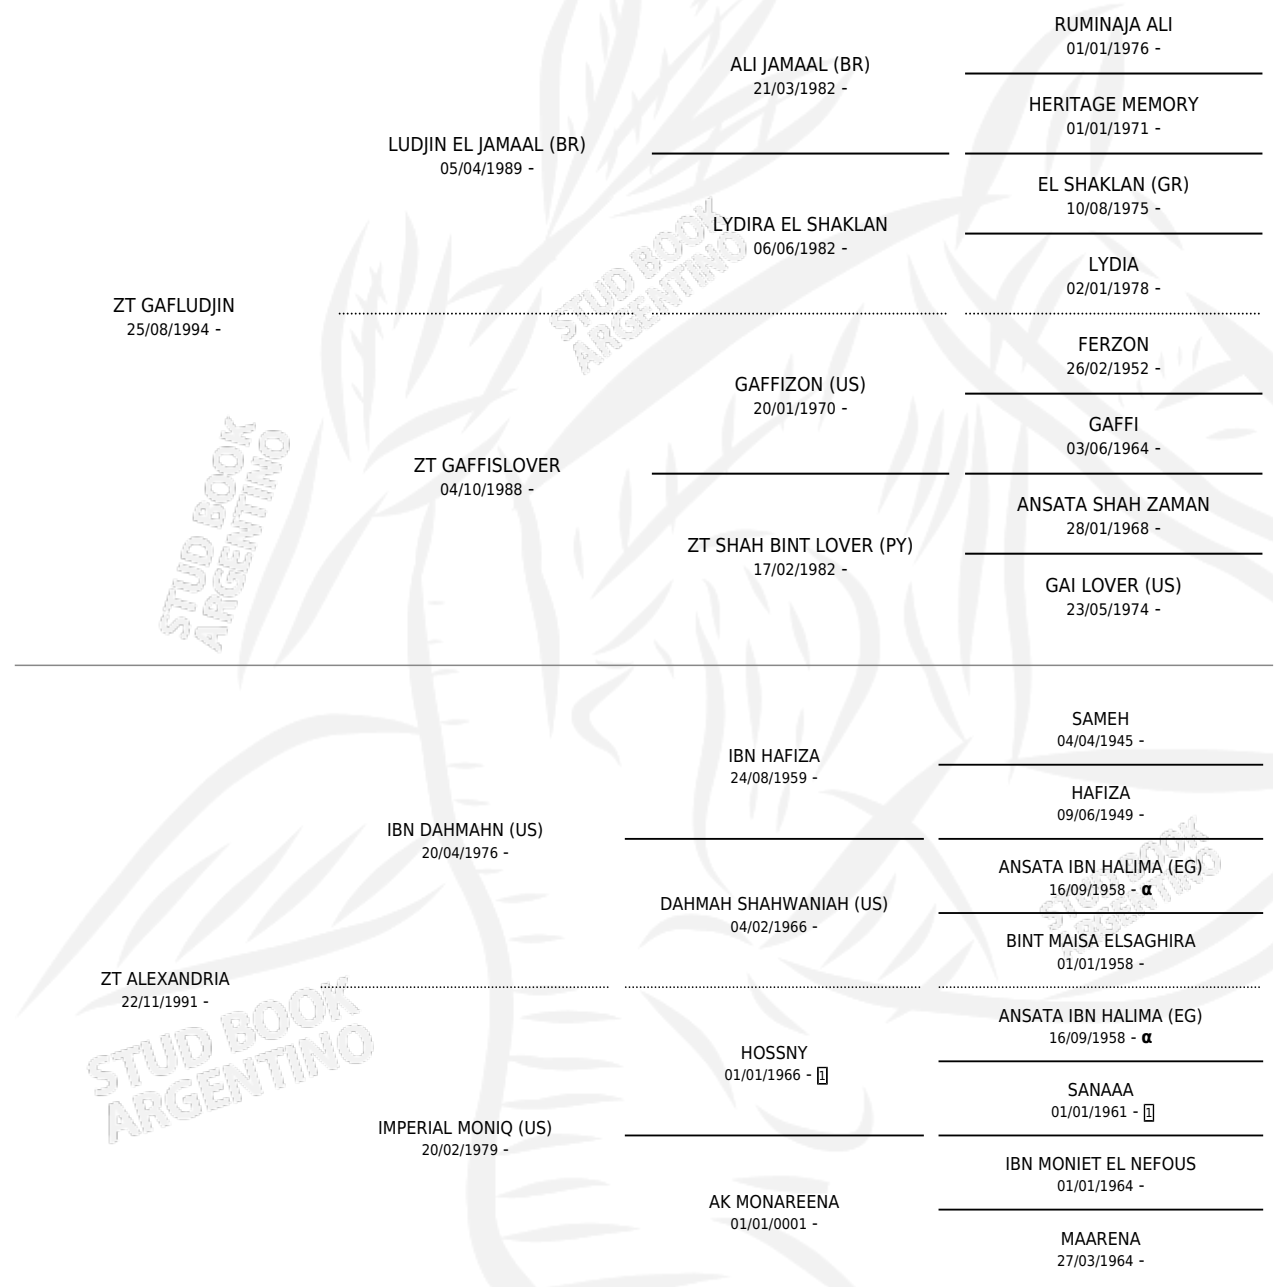 RUMINAJA ALI
01/01/1976 -
ALI JAMAAL (BR)
21/03/1982 -
HERITAGE MEMORY
01/01/1971 -
LUDJIN EL JAMAAL (BR)
05/04/1989 -
EL SHAKLAN (GR)
10/08/1975 -
LYDIRA EL SHAKLAN
06/06/1982 -
LYDIA
02/01/1978 -
ZT GAFLUDJIN
25/08/1994 -
FERZON
26/02/1952 -
GAFFIZON (US)
20/01/1970 -
GAFFI
03/06/1964 -
ZT GAFFISLOVER
04/10/1988 -
ANSATA SHAH ZAMAN
28/01/1968 -
ZT SHAH BINT LOVER (PY)
17/02/1982 -
GAI LOVER (US)
23/05/1974 -
SAMEH
04/04/1945 -
IBN HAFIZA
24/08/1959 -
HAFIZA
09/06/1949 -
IBN DAHMAHN (US)
20/04/1976 -
ANSATA IBN HALIMA (EG)
16/09/1958 - α
DAHMAH SHAHWANIAH (US)
04/02/1966 -
BINT MAISA ELSAGHIRA
01/01/1958 -
ZT ALEXANDRIA
22/11/1991 -
ANSATA IBN HALIMA (EG)
16/09/1958 - α
HOSSNY
01/01/1966 - 1
SANAAA
01/01/1961 - 1
IMPERIAL MONIQ (US)
20/02/1979 -
IBN MONIET EL NEFOUS
01/01/1964 -
AK MONAREENA
01/01/0001 -
MAARENA
27/03/1964 -
STUD BOOK
ARGENTINO
STUD BOOK
ARGENTINO
STUD BOOK
ARGENTINO
STUD BOOK
ARGENTINO